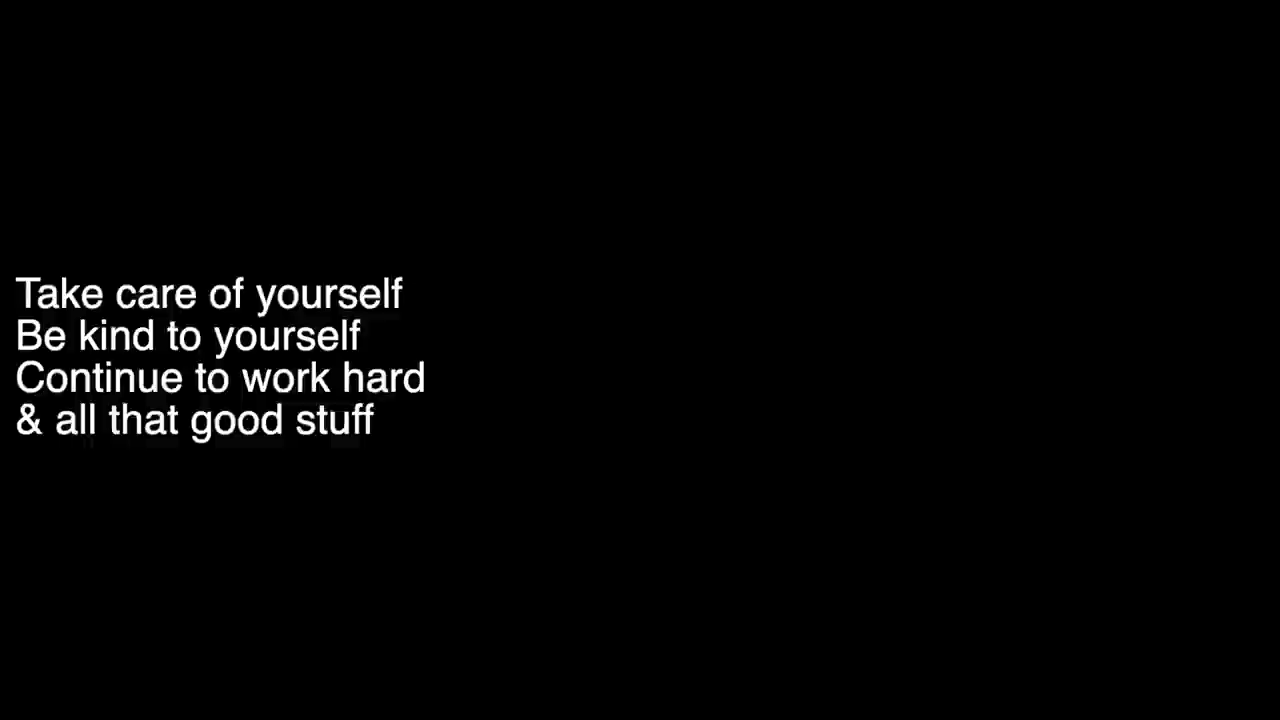 Take care of yourself
Be kind to yourself
Continue to work hard
& all that good stuff